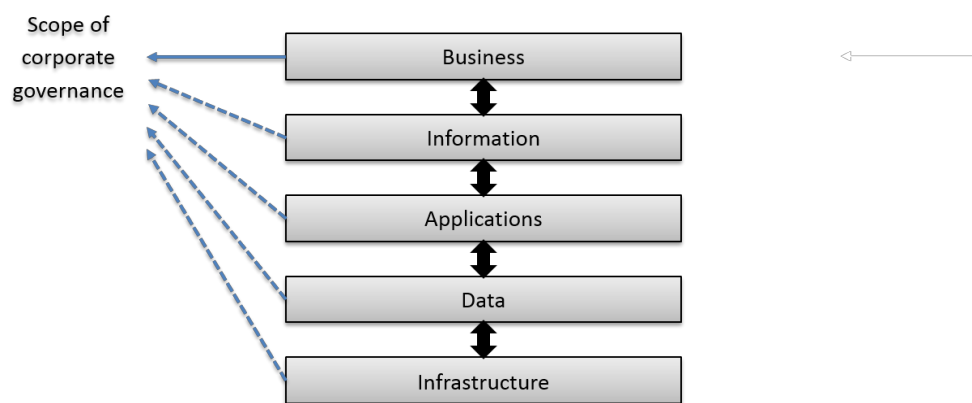 Scope of
corporate
governance
Business
Information
Applications
Data
Infrastructure